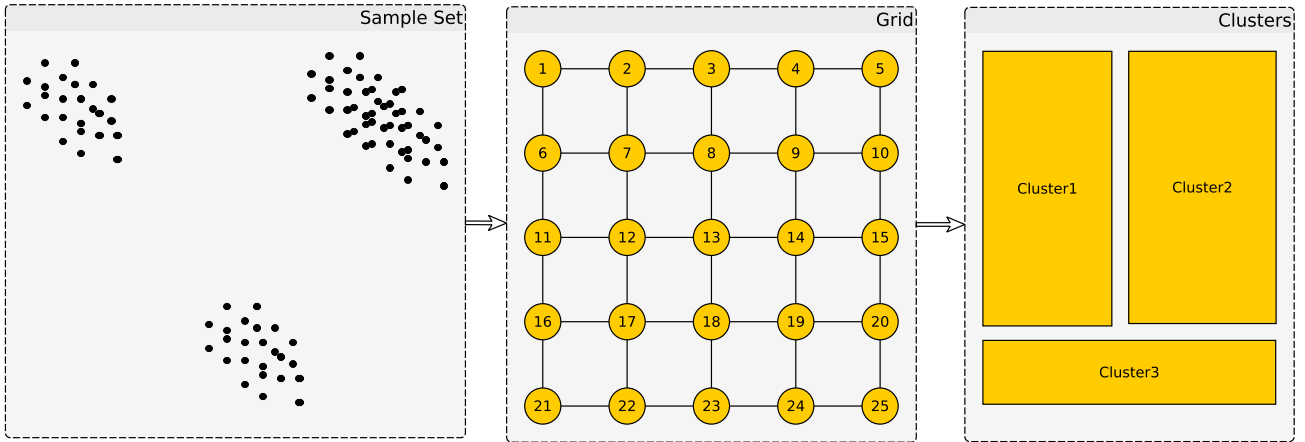 Sample Set
Grid
Clusters
1 2 3 4 5
6 7 8 9 10
11 12 13 14 15
16 17 18 19 20
21 22 23 24 25
Cluster1
Cluster2
Cluster3